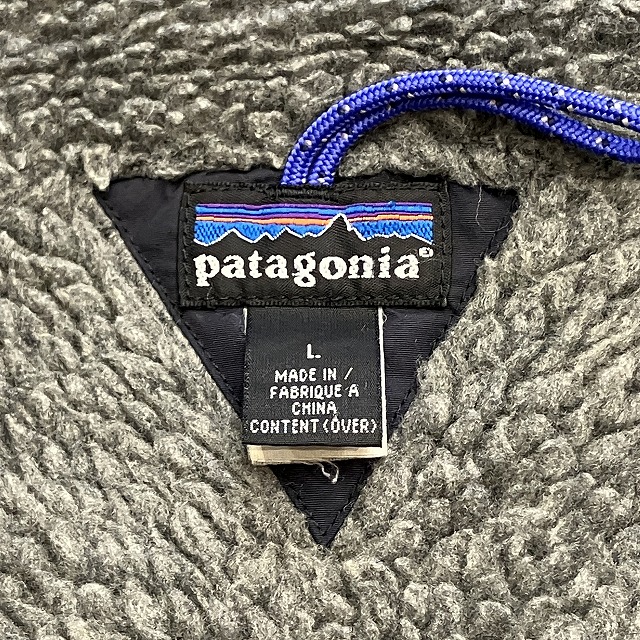 patagonia®
L.
MADE IN /
FABRIQUE A
CHINA
CONTENT (OVER)